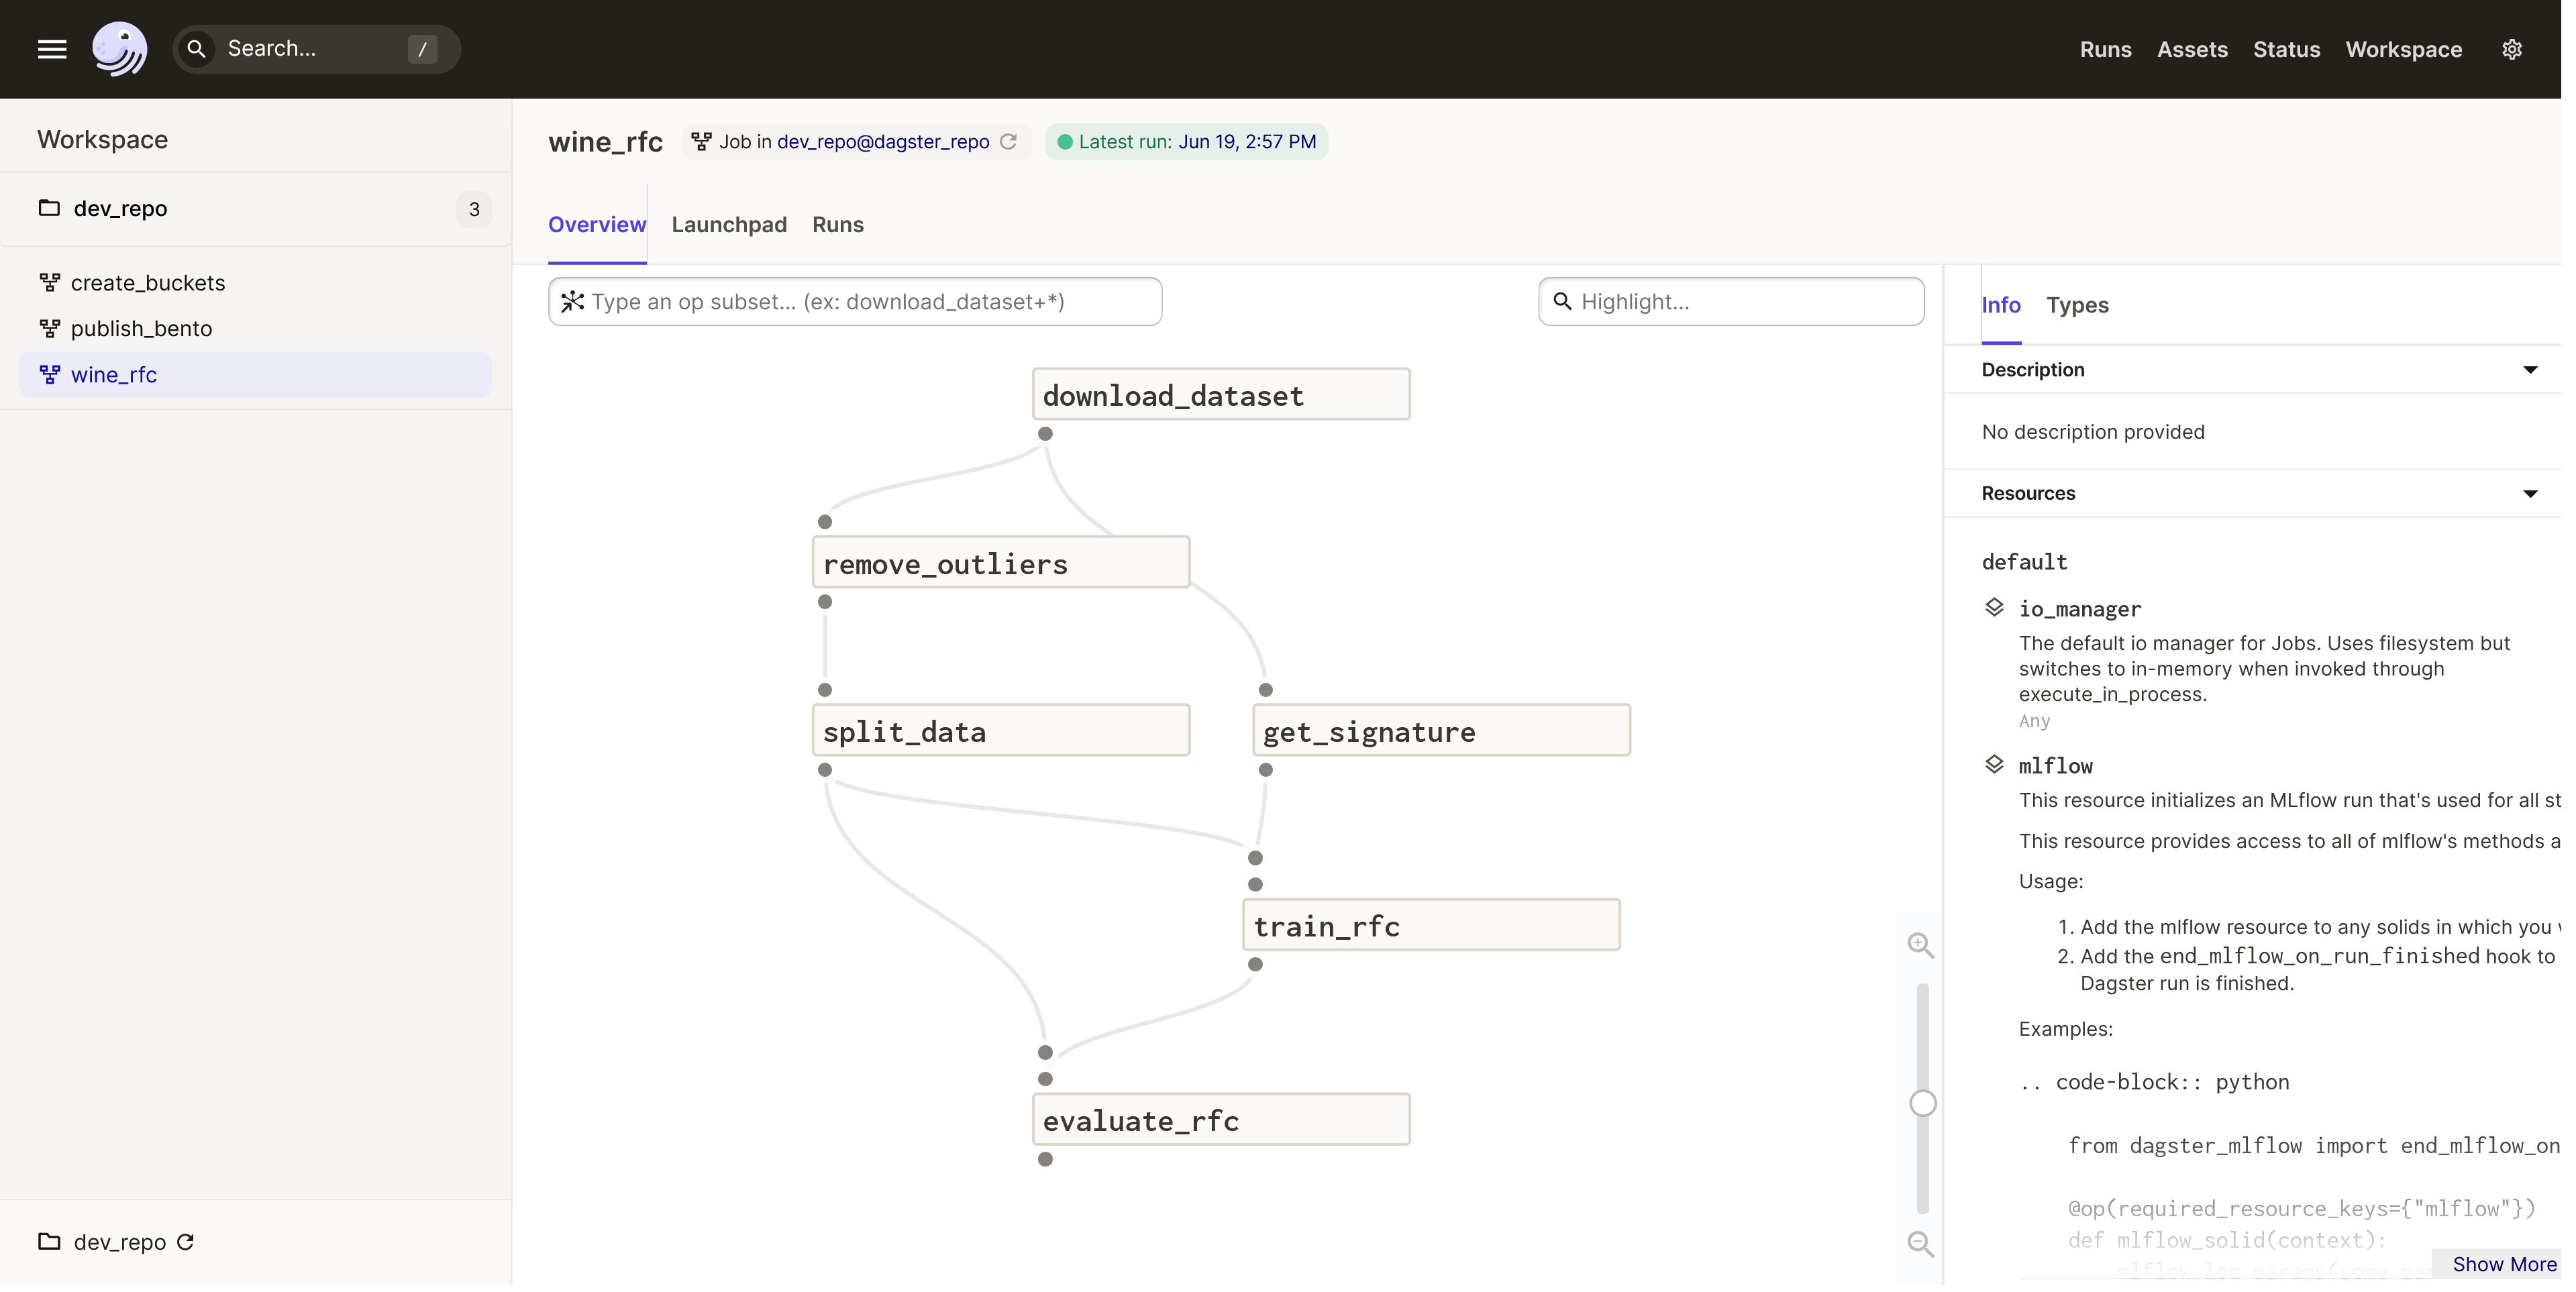 Search... /
Runs Assets Status Workspace
Workspace
dev_repo 3
create_buckets
publish_bento
wine_rfc
dev_repo
wine_rfc Job in dev_repo@dagster_repo Latest run: Jun 19, 2:57 PM
Overview Launchpad Runs
Type an op subset... (ex: download_dataset+*)
Highlight...
download_dataset
remove_outliers
split_data
get_signature
train_rfc
evaluate_rfc
Info Types
Description
No description provided
Resources
default
io_manager
The default io manager for Jobs. Uses filesystem but
switches to in-memory when invoked through
execute_in_process.
Any
mlflow
This resource initializes an MLflow run that's used for all st
This resource provides access to all of mlflow's methods a
Usage:
1. Add the mlflow resource to any solids in which you
2. Add the end_mlflow_on_run_finished hook to
Dagster run is finished.
Examples:
.. code-block:: python
from dagster_mlflow import end_mlflow_on
@op(required_resource_keys={"mlflow"})
def mlflow_solid(context):
mlflow.log_params(some_par
Show More